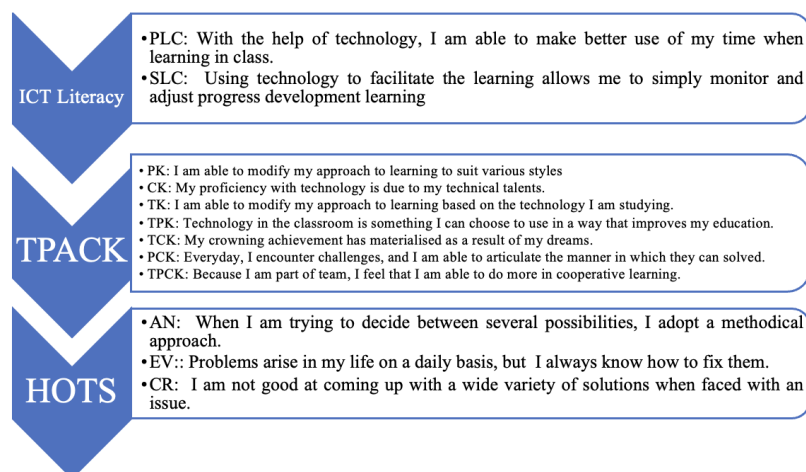 ICT Literacy
•PLC: With the help of technology, I am able to make better use of my time when
learning in class.
•SLC: Using technology to facilitate the learning allows me to simply monitor and
adjust progress development learning
TPACK
• PK: I am able to modify my approach to learning to suit various styles
• CK: My proficiency with technology is due to my technical talents.
• TK: I am able to modify my approach to learning based on the technology I am studying.
• TPK: Technology in the classroom is something I can choose to use in a way that improves my education.
• TCK: My crowning achievement has materialised as a result of my dreams.
• PCK: Everyday, I encounter challenges, and I am able to articulate the manner in which they can solved.
• TPCK: Because I am part of team, I feel that I am able to do more in cooperative learning.
HOTS
•AN: When I am trying to decide between several possibilities, I adopt a methodical
approach.
•EV:: Problems arise in my life on a daily basis, but I always know how to fix them.
•CR: I am not good at coming up with a wide variety of solutions when faced with an
issue.